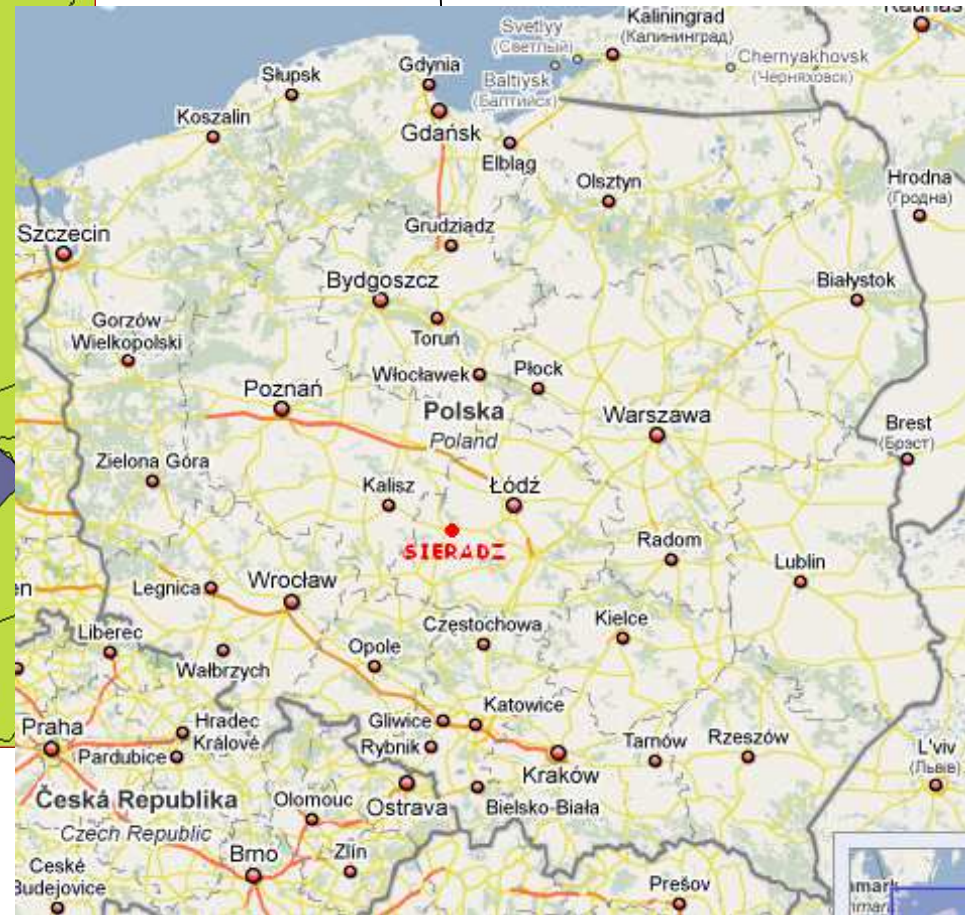 Kaliningrad
(Калининград)
Svetlyy
(Светлый)
Chernyakhovsk
(Черняховск)
Baltiysk
(Балтийск)
Gdynia
Słupsk
Koszalin
Gdańsk
Elbląg
Olsztyn
Hrodna
(Гродна)
Szczecin
Grudziądz
Bydgoszcz
Białystok
Toruń
Gorzów
Wielkopolski
Włocławek
Płock
Poznań
Polska
Poland
Warszawa
Brest
(Брэст)
Zielona Góra
Kalisz
Łódź
SIERADZ
Radom
Lublin
Legnica
Wrocław
Częstochowa
Kielce
Liberec
Wałbrzych
Opole
Katowice
Gliwice
Praha
Hradec
Králové
Rybnik
Tarnów
Rzeszów
Pardubice
Kraków
L'viv
(Львів)
Česká Republika
Czech Republic
Olomouc
Ostrava
Bielsko-Biała
Brno
Zlín
České
Budejovice
Prešov